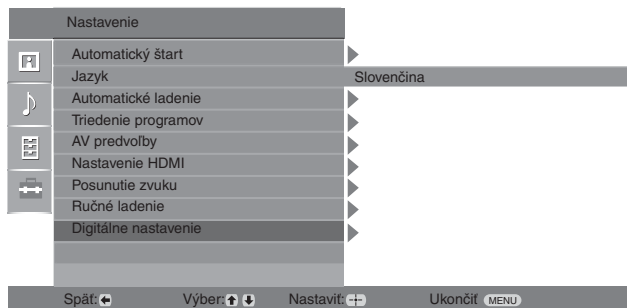 Nastavenie
Automatický štart
Jazyk Slovenčina
Automatické ladenie
Triedenie programov
AV predvoľby
Nastavenie HDMI
Posunutie zvuku
Ručné ladenie
Digitálne nastavenie
Späť: Výber: Nastaviť: Ukončiť MENU